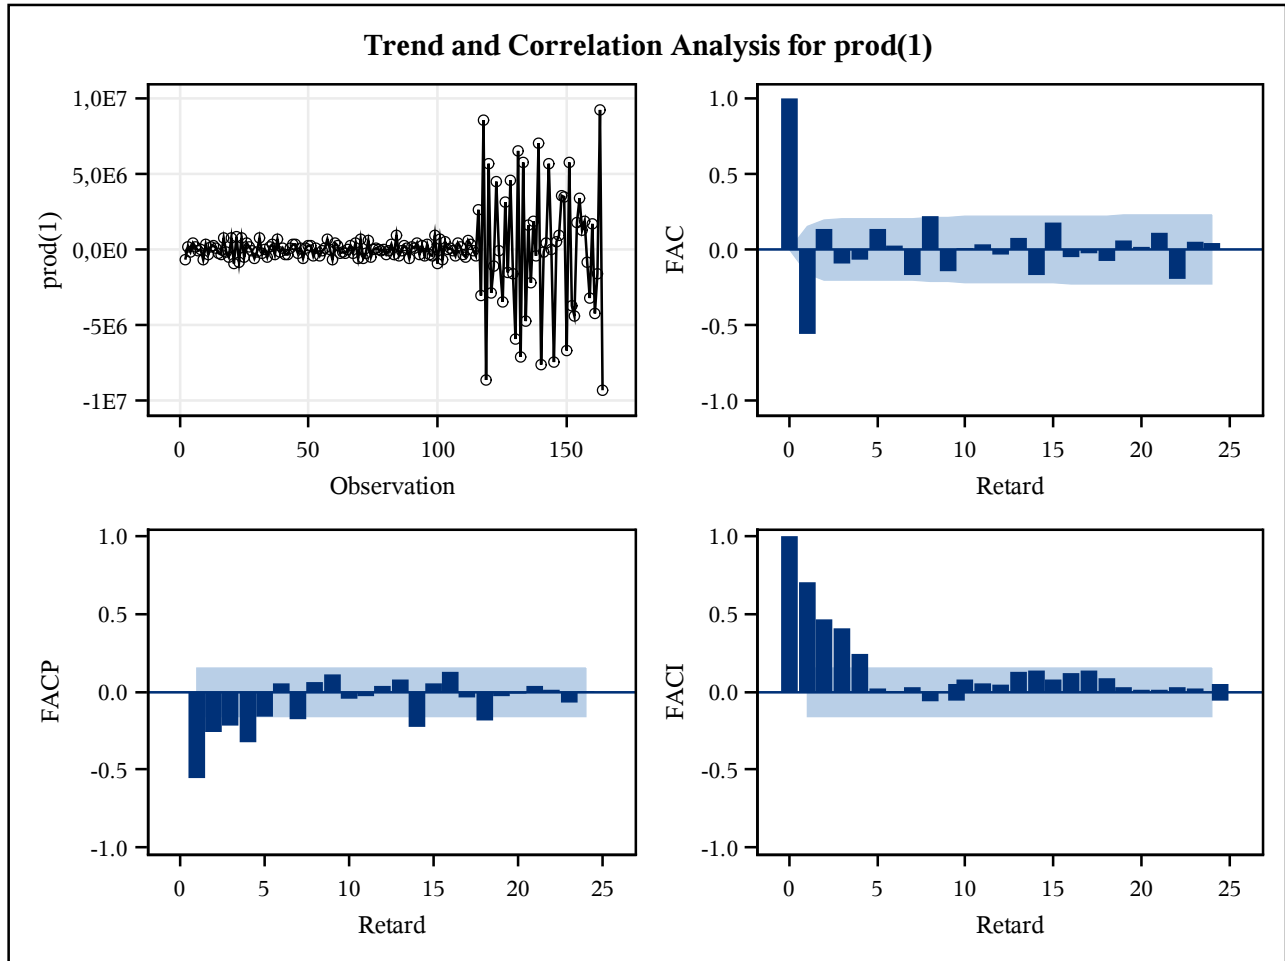 Trend and Correlation Analysis for prod(1)
prod(1)
1,0E7
5,0E6
0,0E0
-5E6
-1E7
0 50 100 150
Observation
FAC
1.0
0.5
0.0
-0.5
-1.0
0 5 10 15 20 25
Retard
FACP
1.0
0.5
0.0
-0.5
-1.0
0 5 10 15 20 25
Retard
FACI
1.0
0.5
0.0
-0.5
-1.0
0 5 10 15 20 25
Retard